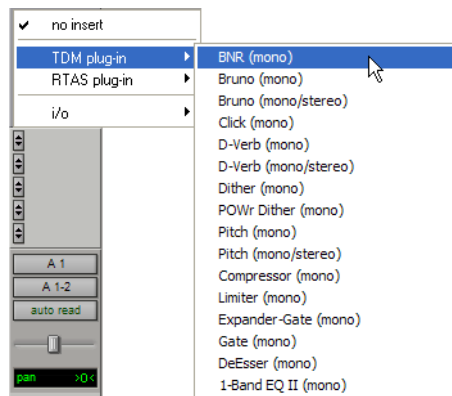 no insert
TDM plug-in
RTAS plug-in
i/o
BNR (mono)
Bruno (mono)
Bruno (mono/stereo)
Click (mono)
D-Verb (mono)
D-Verb (mono/stereo)
Dither (mono)
POWr Dither (mono)
Pitch (mono)
Pitch (mono/stereo)
Compressor (mono)
Limiter (mono)
Expander-Gate (mono)
Gate (mono)
DeEsser (mono)
1-Band EQ II (mono)
A 1
A 1-2
auto read
pan >0<